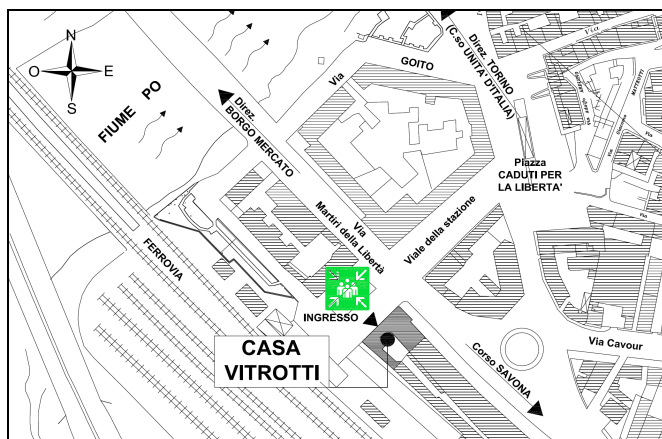 N
O
E
S
FIUME PO
Direz.
BORGO MERCATO
Via
GOITO
Direz. TORINO
(C.so UNITA' D'ITALIA)
Piazza
CADUTI PER
LA LIBERTA'
Via
Martiri della Libertà
Viale della stazione
FERROVIA
INGRESSO
CASA
VITROTTI
Corso SAVONA
Via Cavour